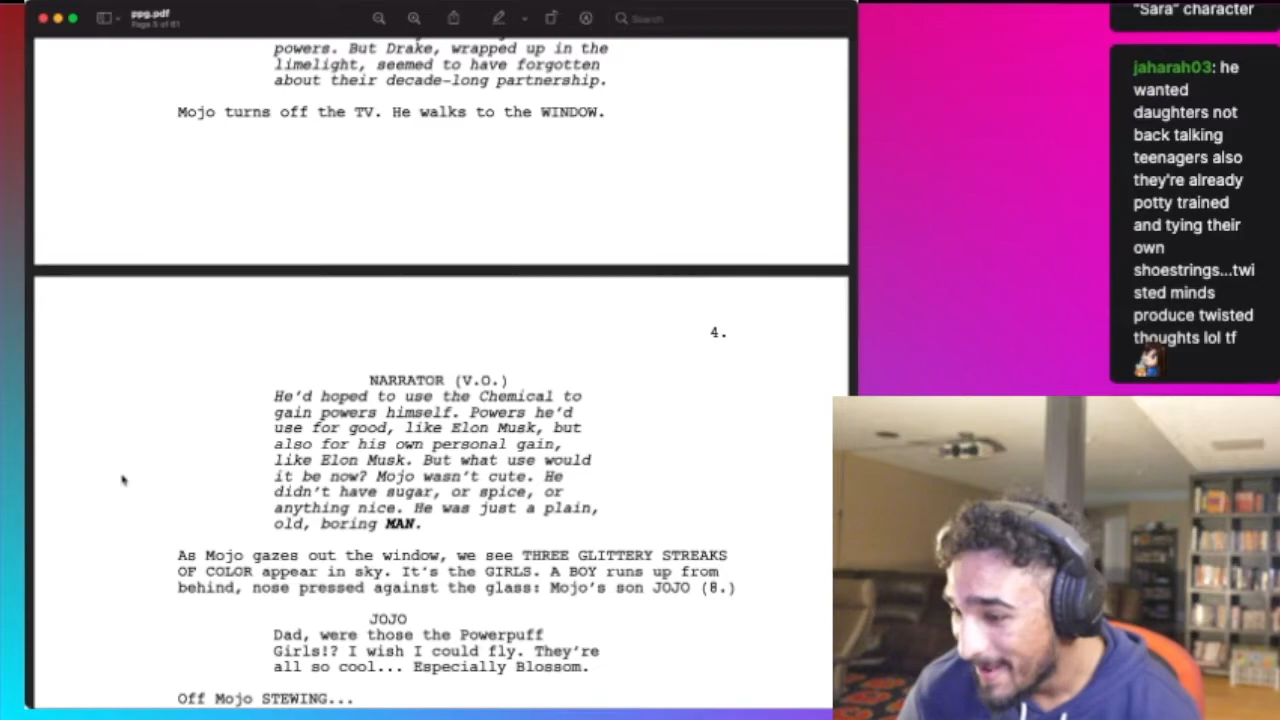 ppg.pdf
Page 5 of 61
Search
powers. But Drake, wrapped up in the
limelight, seemed to have forgotten
about their decade-long partnership.
Mojo turns off the TV. He walks to the WINDOW.
4.
NARRATOR (V.O.)
He'd hoped to use the Chemical to
gain powers himself. Powers he'd
use for good, like Elon Musk, but
also for his own personal gain,
like Elon Musk. But what use would
it be now? Mojo wasn't cute. He
didn't have sugar, or spice, or
anything nice. He was just a plain,
old, boring MAN.
As Mojo gazes out the window, we see THREE GLITTERY STREAKS
OF COLOR appear in sky. It's the GIRLS. A BOY runs up from
behind, nose pressed against the glass: Mojo's son JOJO (8.)
JOJO
Dad, were those the Powerpuff
Girls!? I wish I could fly. They're
all so cool... Especially Blossom.
Off Mojo STEWING...
"Sara" character
jaharah03: he
wanted
daughters not
back talking
teenagers also
they're already
potty trained
and tying their
own
shoestrings...twi
sted minds
produce twisted
thoughts lol tf